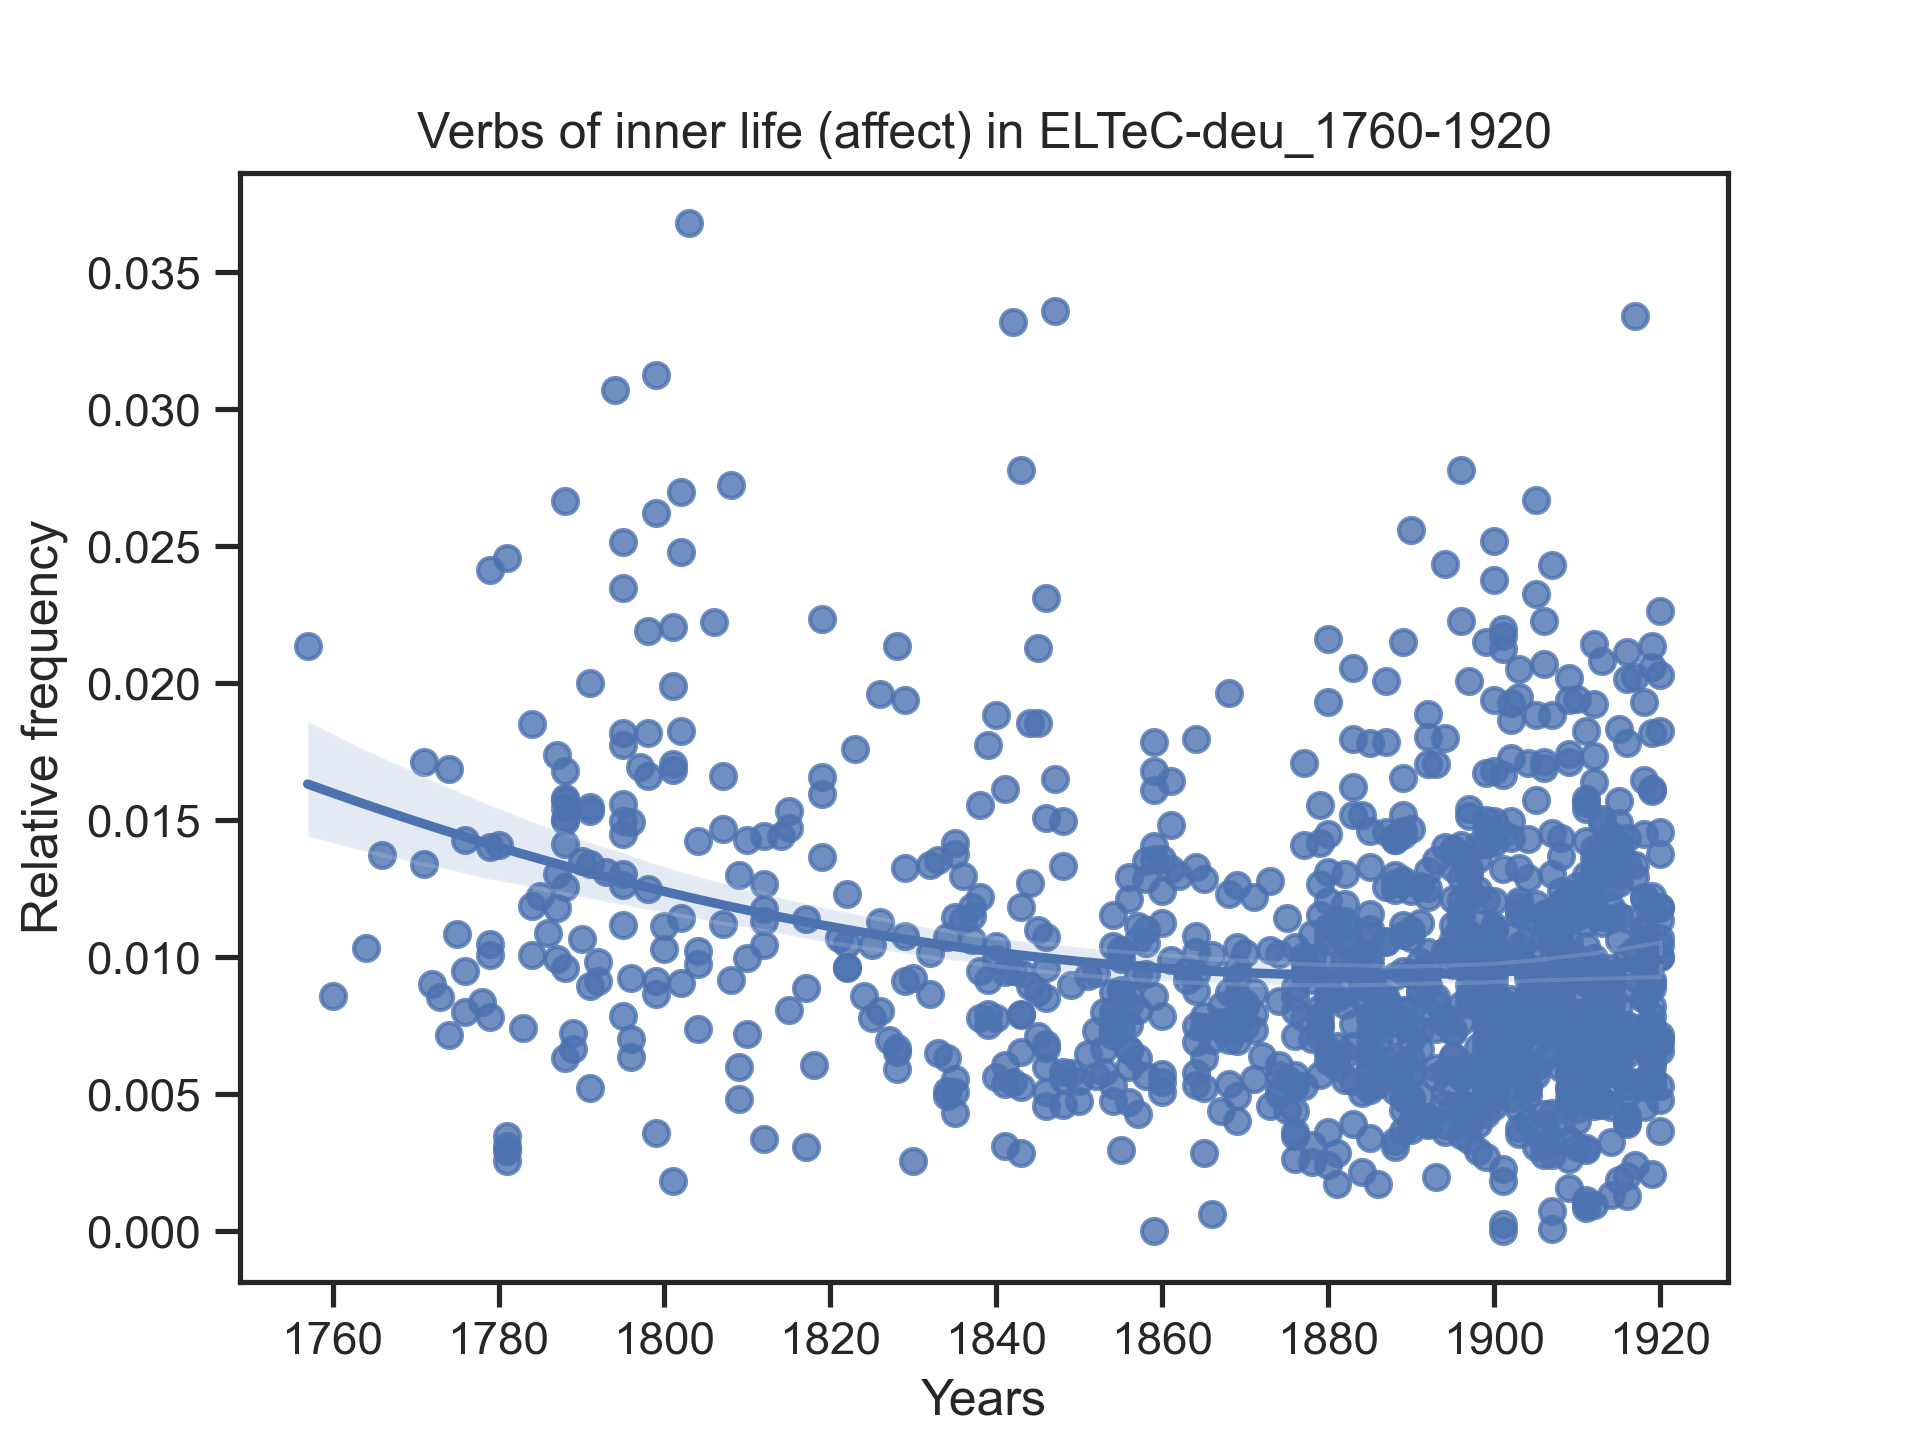 Verbs of inner life (affect) in ELTeC-deu_1760-1920
0.035
0.030
0.025
0.020
0.015
0.010
0.005
0.000
Relative frequency
1760 1780 1800 1820 1840 1860 1880 1900 1920
Years